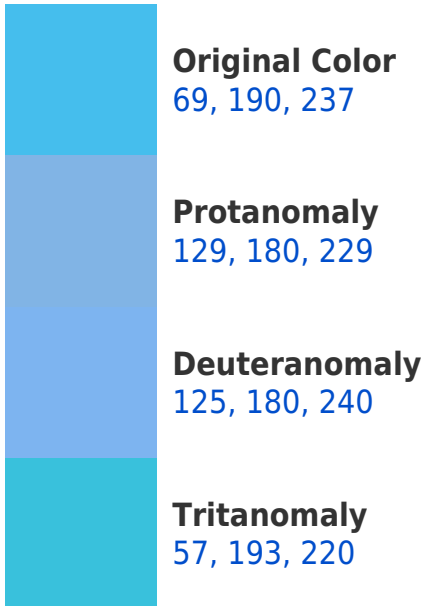 Original Color
69, 190, 237
Protanomaly
129, 180, 229
Deuteranomaly
125, 180, 240
Tritanomaly
57, 193, 220